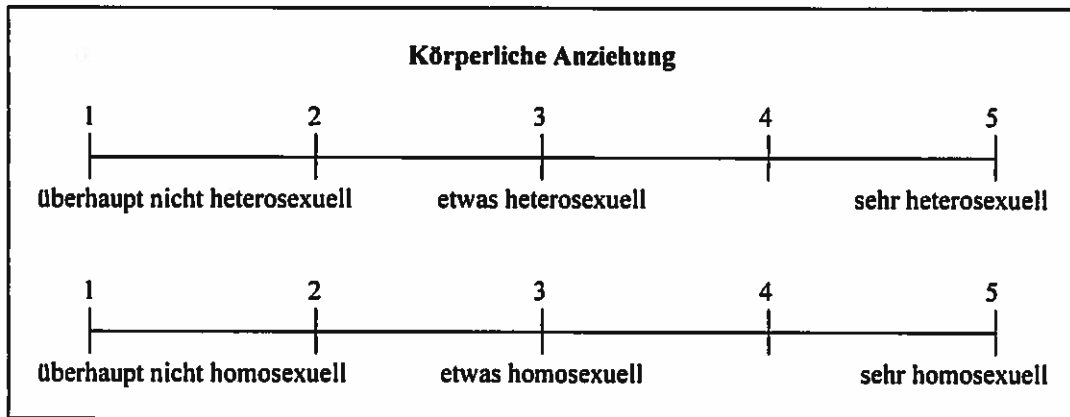 Körperliche Anziehung
1 2 3 4 5
überhaupt nicht heterosexuell etwas heterosexuell sehr heterosexuell
1 2 3 4 5
überhaupt nicht homosexuell etwas homosexuell sehr homosexuell